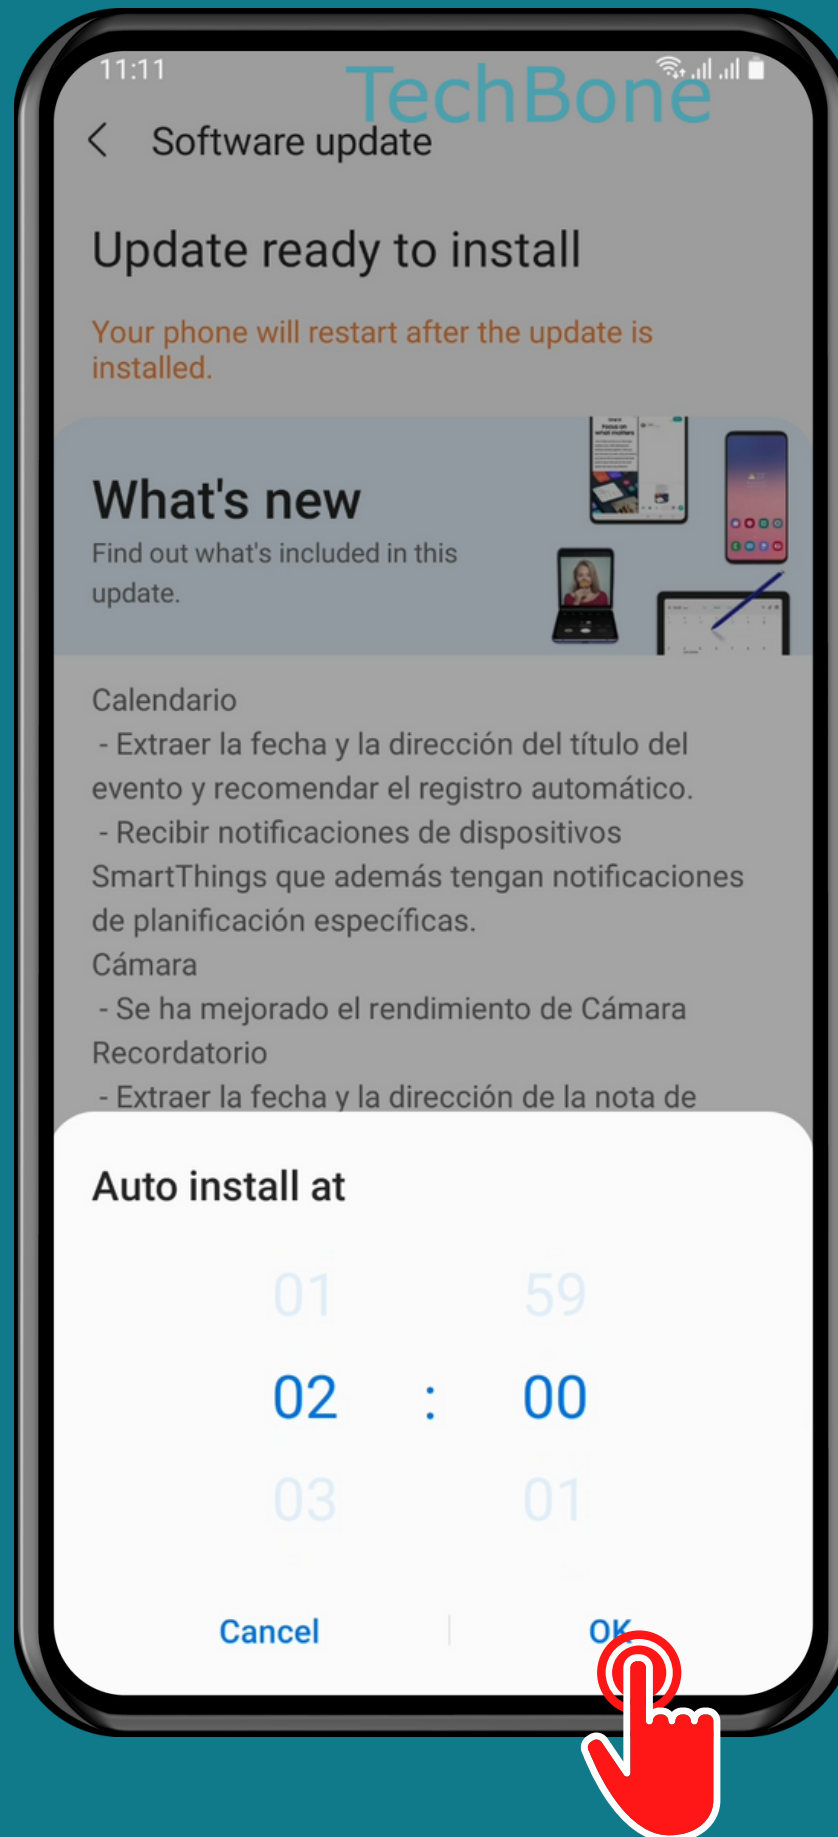 11:11
TechBone
Software update
Update ready to install
Your phone will restart after the update is
installed.
What's new
Find out what's included in this
update.
Focus on
what matters
Calendario
- Extraer la fecha y la dirección del título del
evento y recomendar el registro automático.
- Recibir notificaciones de dispositivos
SmartThings que además tengan notificaciones
de planificación específicas.
Cámara
- Se ha mejorado el rendimiento de Cámara
Recordatorio
- Extraer la fecha y la dirección de la nota de
Auto install at
01 59
02 : 00
03 01
Cancel OK